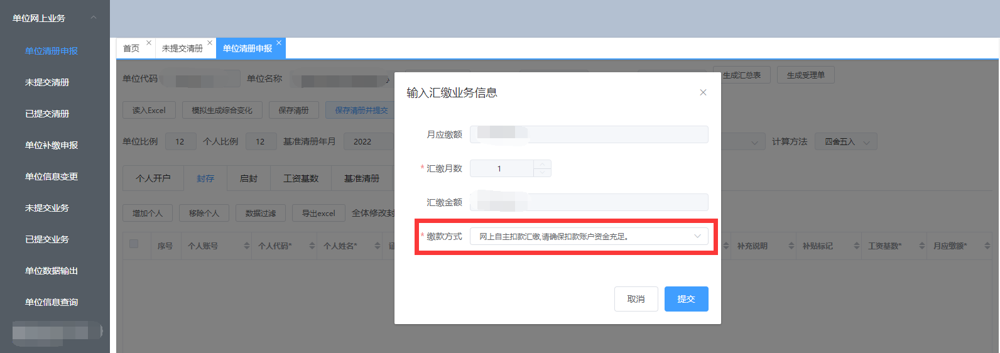 单位网上业务
单位清册申报
未提交清册
已提交清册
单位补缴申报
单位信息变更
未提交业务
已提交业务
单位数据输出
单位信息查询
首页
未提交清册
单位清册申报
单位代码
单位名称
生成汇总表
生成受理单
读入Excel
模拟生成综合变化
保存清册
保存清册并提交
单位比例
12
个人比例
12
基准清册年月
2022
计算方法
四舍五入
个人开户
封存
启封
工资基数
基准清册
增加个人
移除个人
数据过滤
导出excel
全体修改封
序号
个人账号
个人代码*
个人姓名*
证
补充说明
补贴标记
工资基数*
月应缴额*
输入汇缴业务信息
月应缴额
* 汇缴月数
1
汇缴金额
* 缴款方式
网上自主扣款汇缴,请确保扣款账户资金充足。
取消
提交